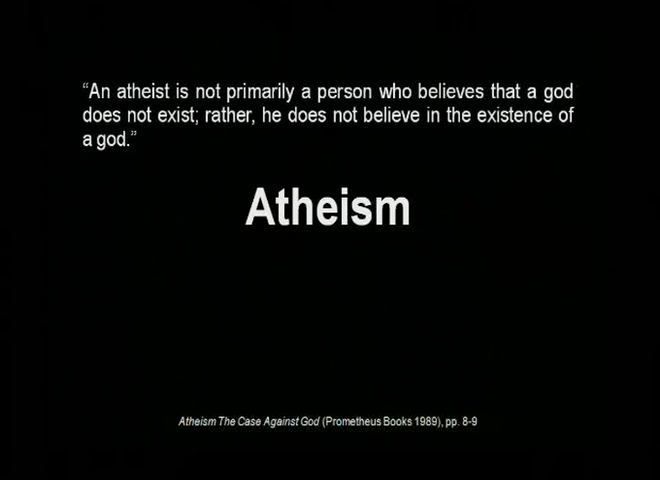 “An atheist is not primarily a person who believes that a god
does not exist; rather, he does not believe in the existence of
a god.”
Atheism
Atheism The Case Against God (Prometheus Books 1989), pp. 8-9